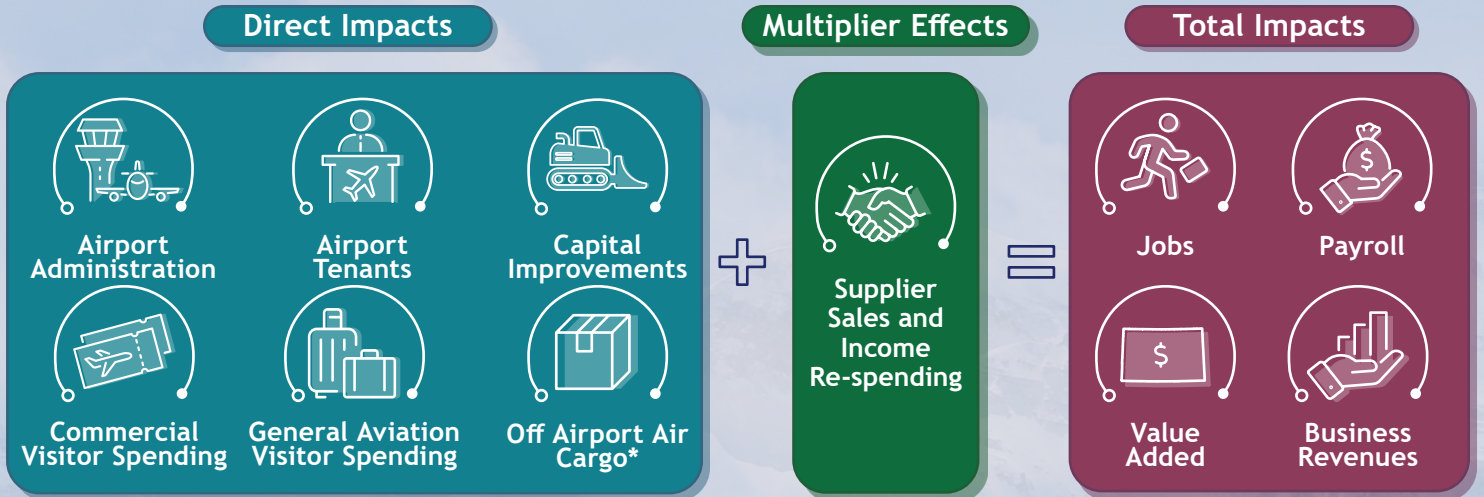 Direct Impacts
Airport
Administration
Airport
Tenants
Capital
Improvements
Commercial
Visitor Spending
General Aviation
Visitor Spending
Off Airport Air
Cargo*
+
Multiplier Effects
Supplier
Sales and
Income
Re-spending
=
Total Impacts
Jobs
$
Payroll
$
Value
Added
Business
Revenues